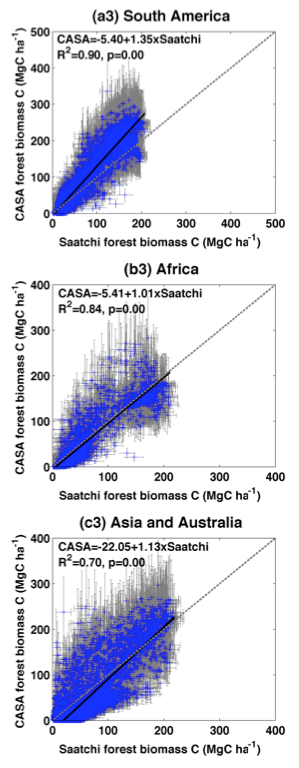 (a3) South America
500
CASA=-5.40+1.35xSaatchi
R2=0.90, p=0.00
400
300
200
100
0
CASA forest biomass C (MgC ha-1)
0 100 200 300 400 500
Saatchi forest biomass C (MgC ha-1)
(b3) Africa
400
CASA=-5.41+1.01xSaatchi
R2=0.84, p=0.00
300
200
100
0
CASA forest biomass C (MgC ha-1)
0 100 200 300 400
Saatchi forest biomass C (MgC ha-1)
(c3) Asia and Australia
400
CASA=-22.05+1.13xSaatchi
R2=0.70, p=0.00
300
200
100
0
CASA forest biomass C (MgC ha-1)
0 100 200 300 400
Saatchi forest biomass C (MgC ha-1)